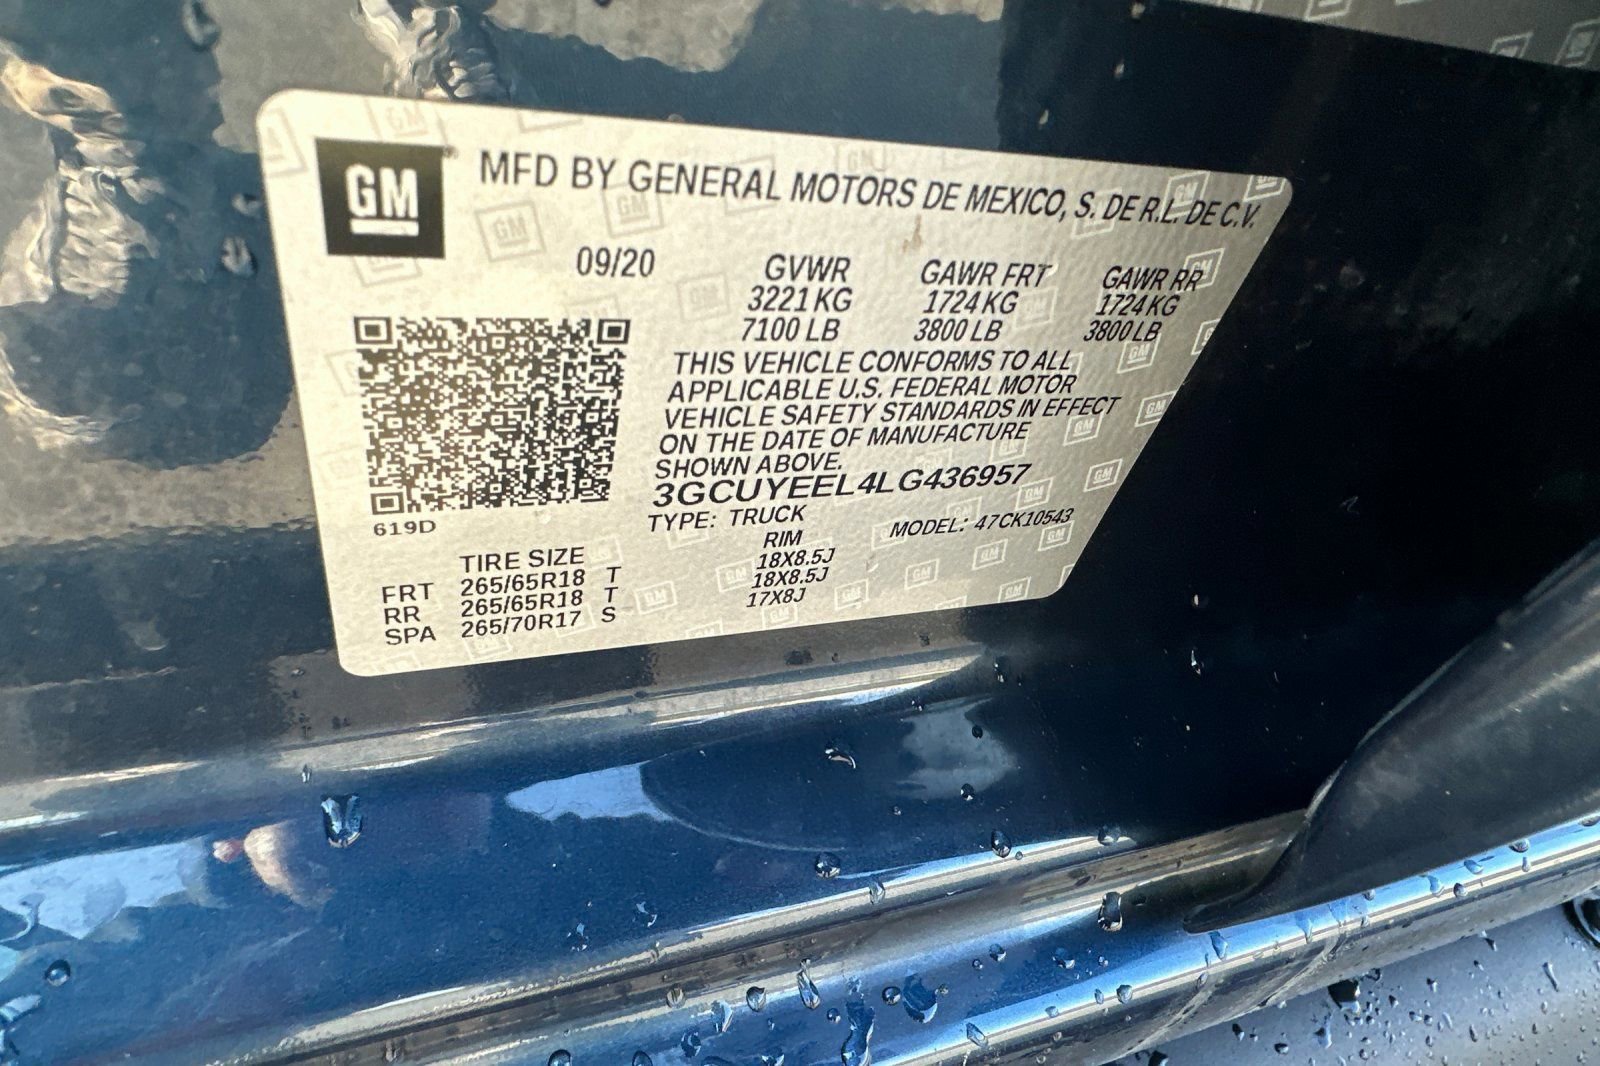 GM
MFD BY GENERAL MOTORS DE MEXICO, S. DE R.L. DE C.V.
09/20 GVWR GAWR FRT GAWR RR
3221 KG 1724 KG 1724 KG
7100 LB 3800 LB 3800 LB
THIS VEHICLE CONFORMS TO ALL
APPLICABLE U.S. FEDERAL MOTOR
VEHICLE SAFETY STANDARDS IN EFFECT
ON THE DATE OF MANUFACTURE
SHOWN ABOVE.
3GCUYEEL4LG436957
619D
TYPE: TRUCK MODEL: 47CK10543
TIRE SIZE RIM
FRT 265/65R18 T 18X8.5J
RR 265/65R18 T 18X8.5J
SPA 265/70R17 S 17X8J